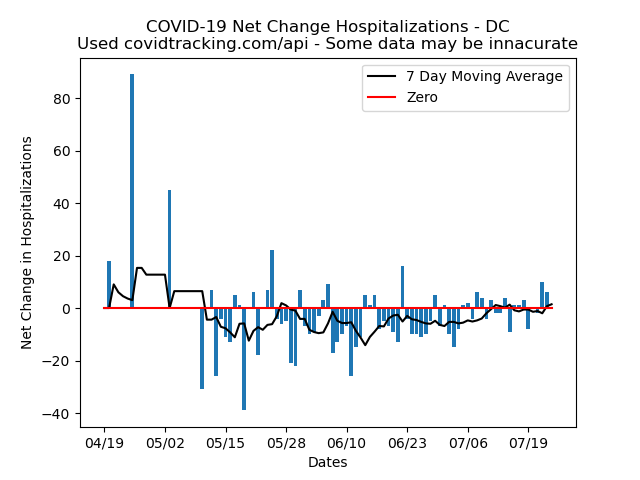 COVID-19 Net Change Hospitalizations - DC
Used covidtracking.com/api - Some data may be innacurate
7 Day Moving Average
Zero
Net Change in Hospitalizations
80
60
40
20
0
−20
−40
04/19 05/02 05/15 05/28 06/10 06/23 07/06 07/19
Dates